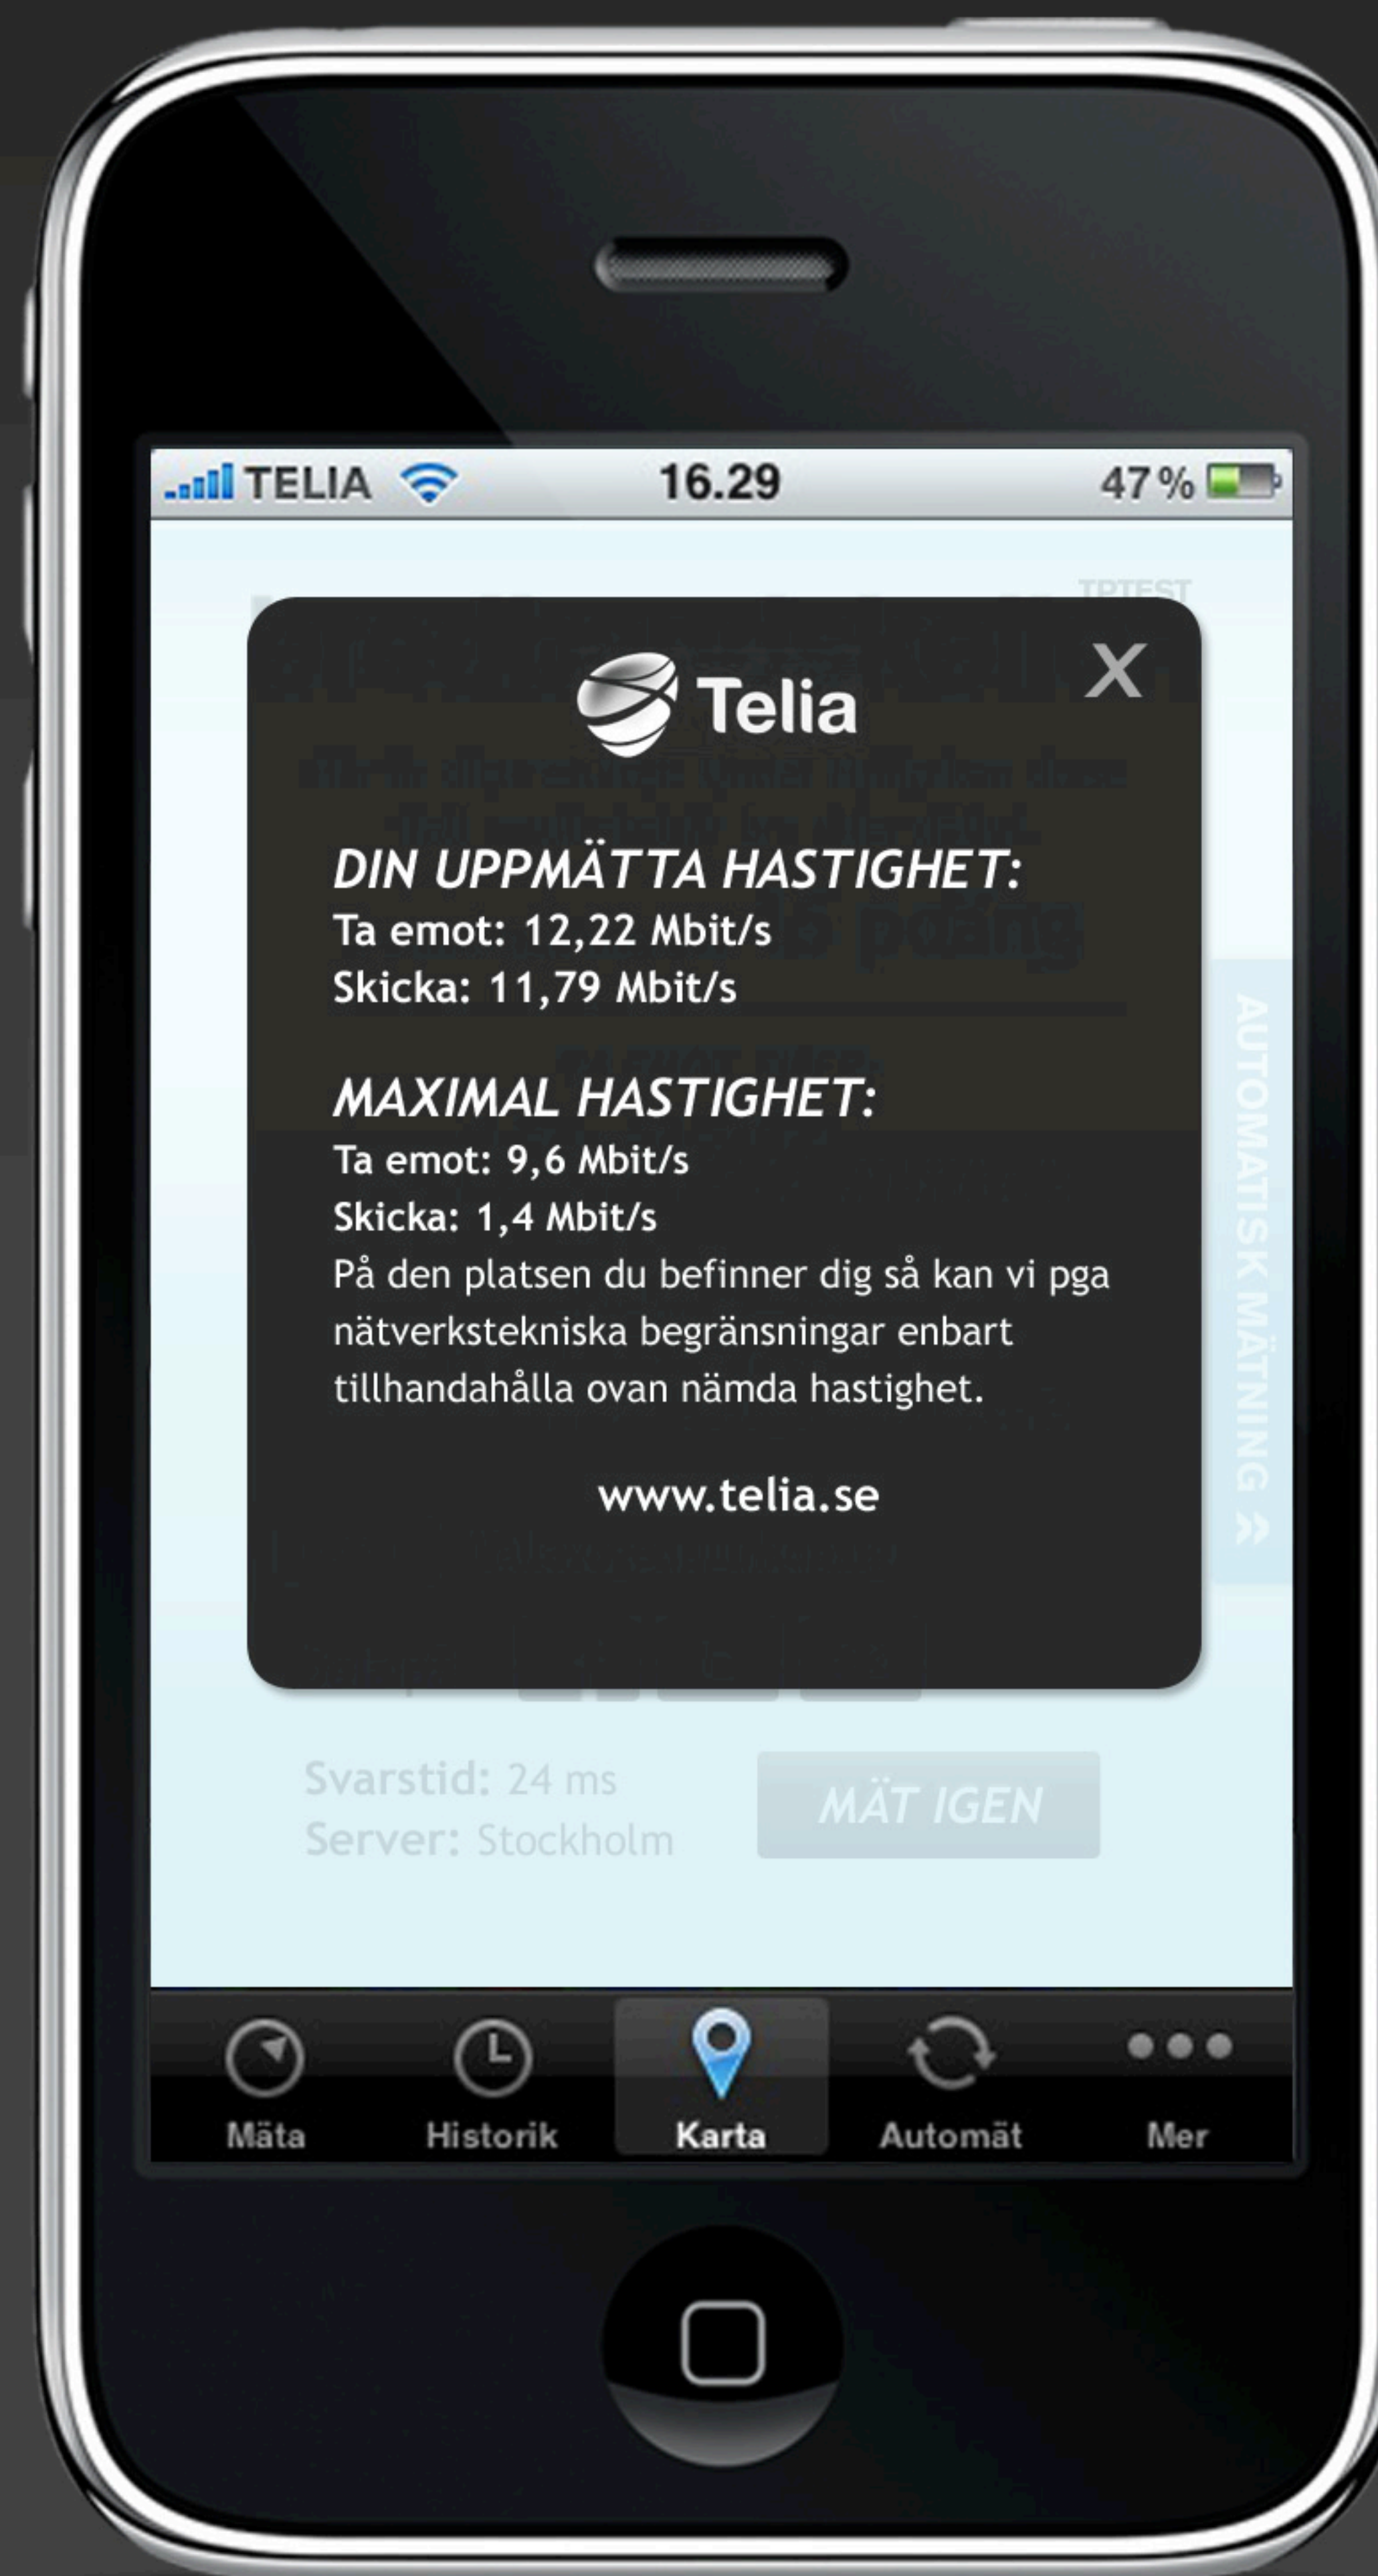 TELIA 16.29 47%
TPTEST
Telia X
DIN UPPMÄTTA HASTIGHET:
Ta emot: 12,22 Mbit/s
Skicka: 11,79 Mbit/s
MAXIMAL HASTIGHET:
Ta emot: 9,6 Mbit/s
Skicka: 1,4 Mbit/s
På den platsen du befinner dig så kan vi pga
nätverkstekniska begränsningar enbart
tillhandahålla ovan nämda hastighet.
www.telia.se
AUTOMATISK MÄTNING
Svarstid: 24 ms
Server: Stockholm
MÄT IGEN
Mäta Historik Karta Automät Mer